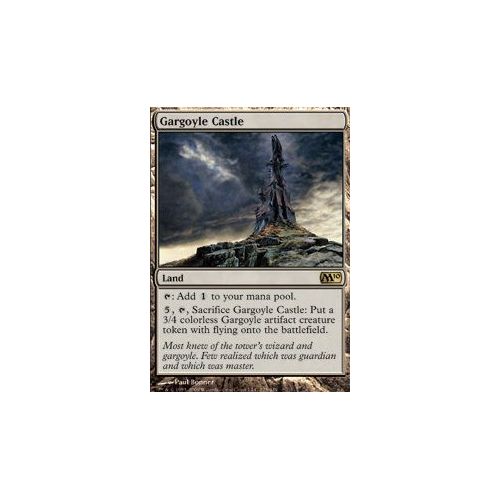 Gargoyle Castle
Land
M10
: Add 1 to your mana pool.
5, , Sacrifice Gargoyle Castle: Put a
3/4 colorless Gargoyle artifact creature
token with flying onto the battlefield.
Most knew of the tower's wizard and
gargoyle. Few realized which was guardian
and which was master.
Paul Bonner